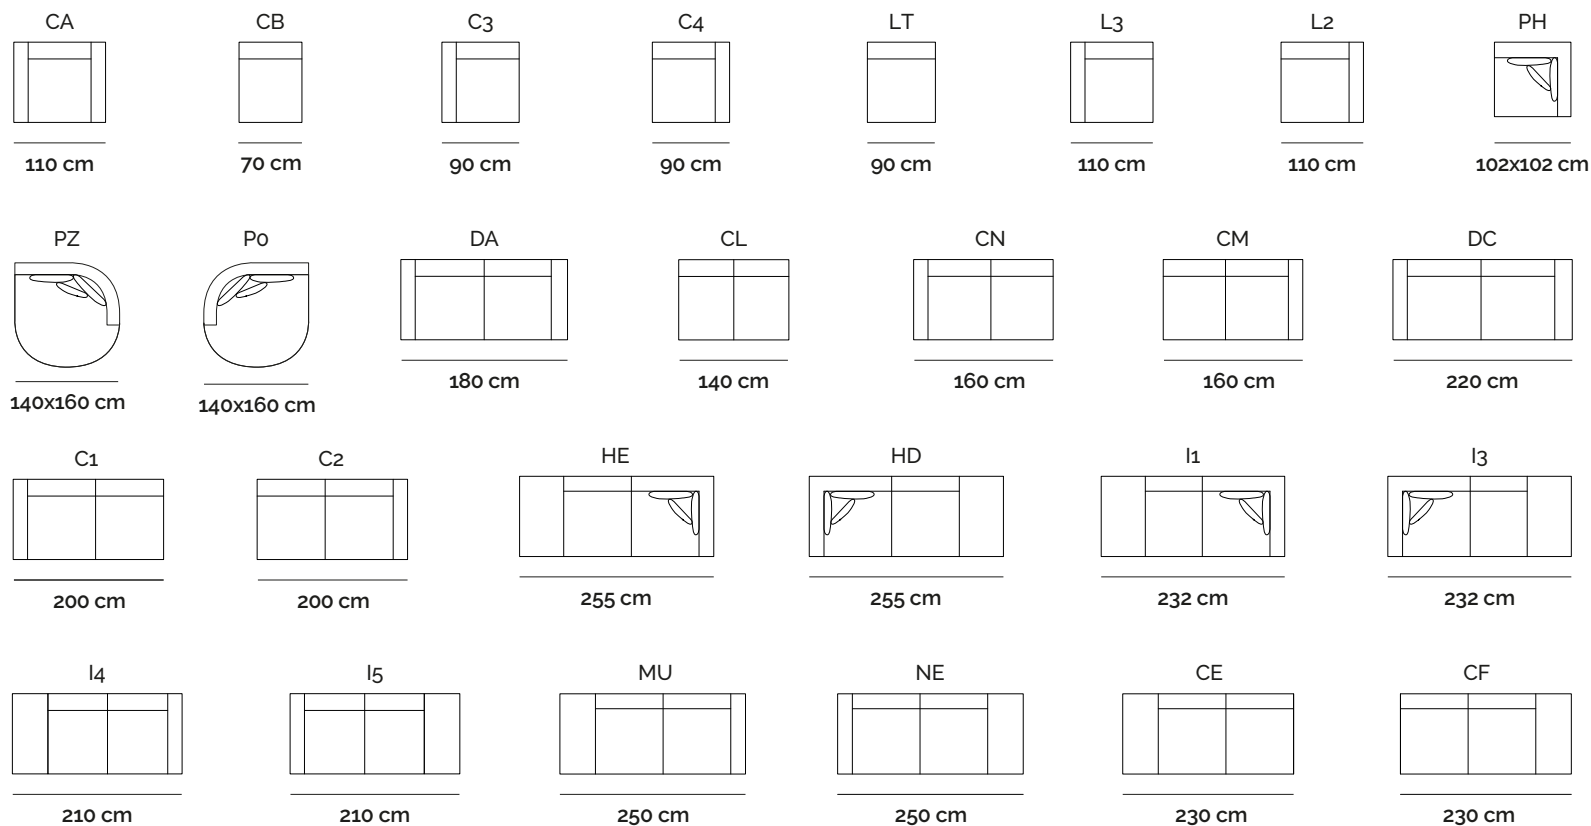 CA CB C3 C4 LT L3 L2 PH
110 cm 70 cm 90 cm 90 cm 90 cm 110 cm 110 cm 102x102 cm
PZ P0 DA CL CN CM DC
140x160 cm 140x160 cm 180 cm 140 cm 160 cm 160 cm 220 cm
C1 C2 HE HD I1 I3
200 cm 200 cm 255 cm 255 cm 232 cm 232 cm
I4 I5 MU NE CE CF
210 cm 210 cm 250 cm 250 cm 230 cm 230 cm